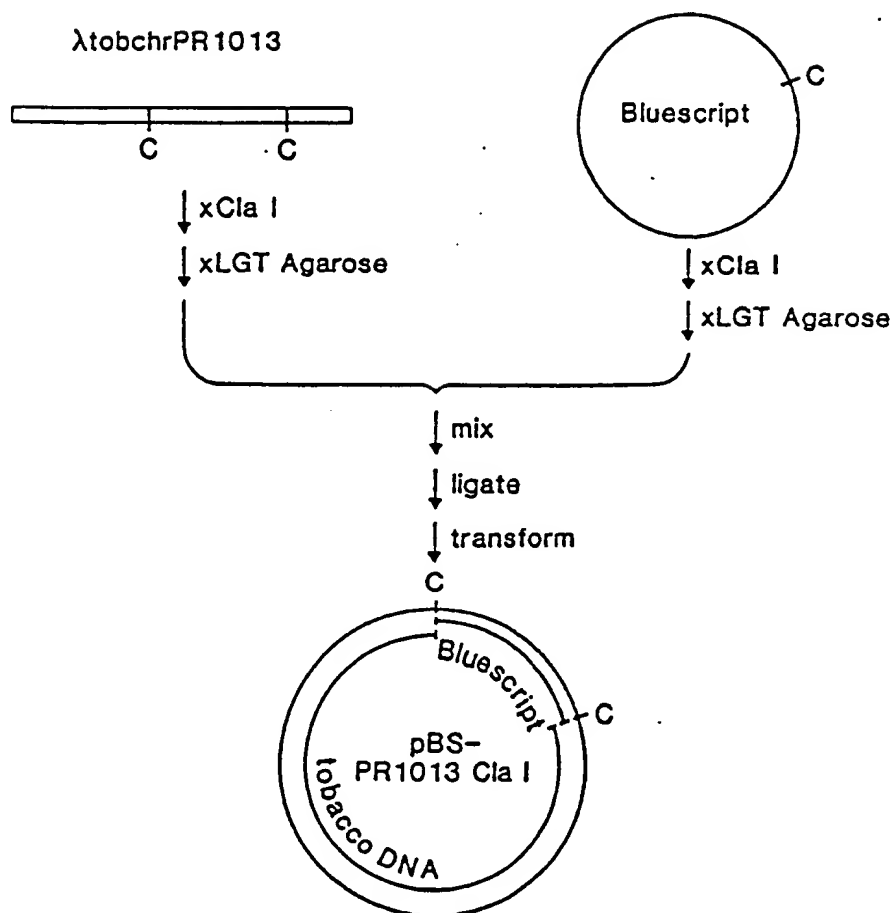 λtobchrPR1013
C C
xCla I
xLGT Agarose
Bluescript
C
xCla I
xLGT Agarose
mix
ligate
transform
C
Bluescript
C
pBS-
PR1013 Cla I
tobacco DNA